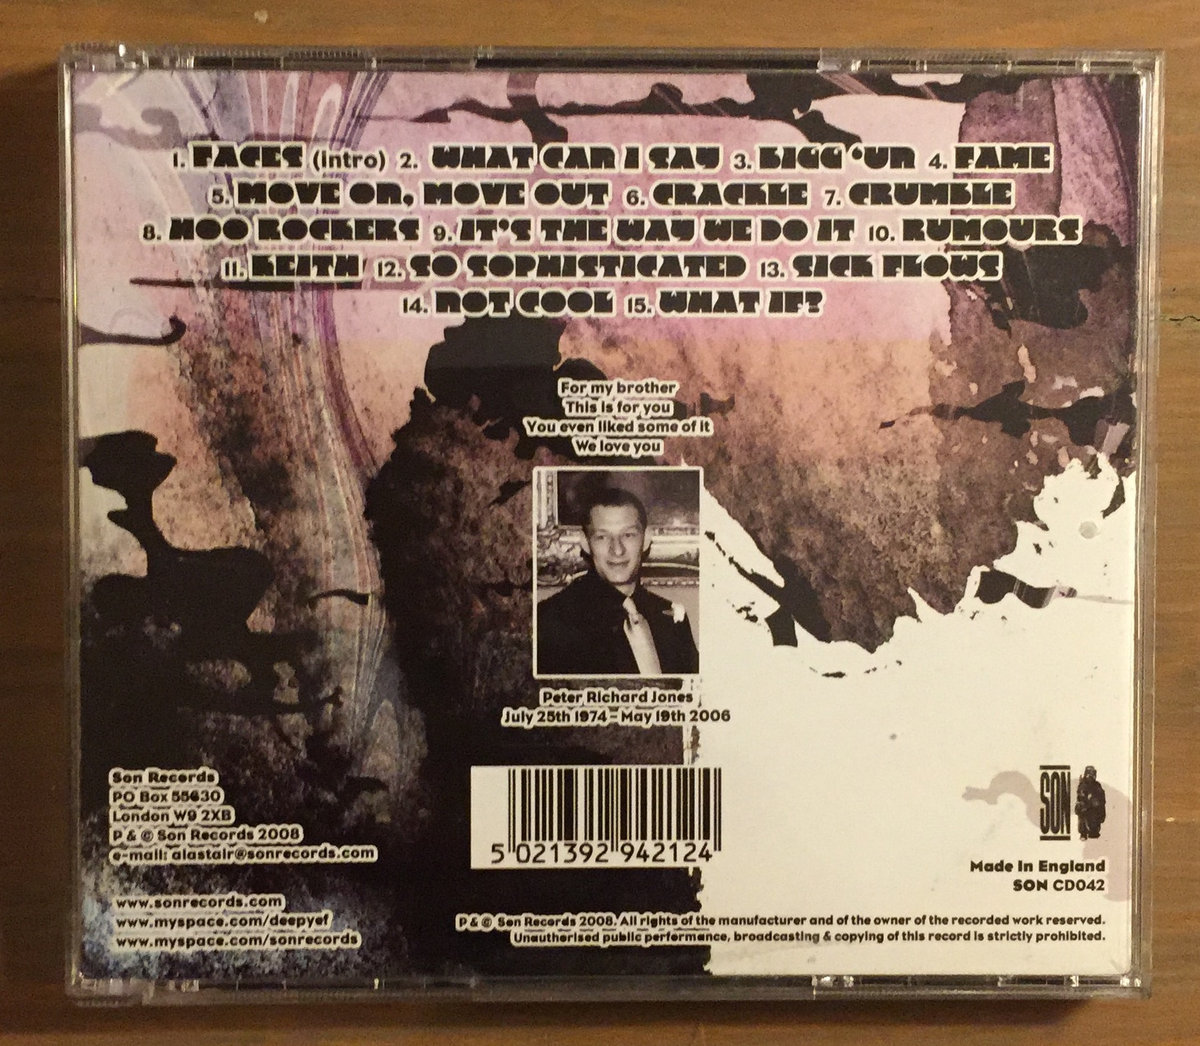 1. FACES (intro) 2. WHAT CAN I SAY 3. BIGG 'UN 4. FAME
5. MOVE ON, MOVE OUT 6. CRACKLE 7. CRUMBLE
8. HOO ROCKERS 9. IT'S THE WAY WE DO IT 10. RUMOURS
11. KEITH 12. SO SOPHISTICATED 13. SICK FLOWS
14. NOT COOL 15. WHAT IF?
For my brother
This is for you
You even liked some of it
We love you
Peter Richard Jones
July 25th 1974 - May 19th 2006
Son Records
PO Box 55630
London W9 2XB
P & © Son Records 2008
e-mail: alastair@sonrecords.com
www.sonrecords.com
www.myspace.com/deepyef
www.myspace.com/sonrecords
5 021392 942124
SON
Made In England
SON CD042
P & © Son Records 2008. All rights of the manufacturer and of the owner of the recorded work reserved.
Unauthorised public performance, broadcasting & copying of this record is strictly prohibited.